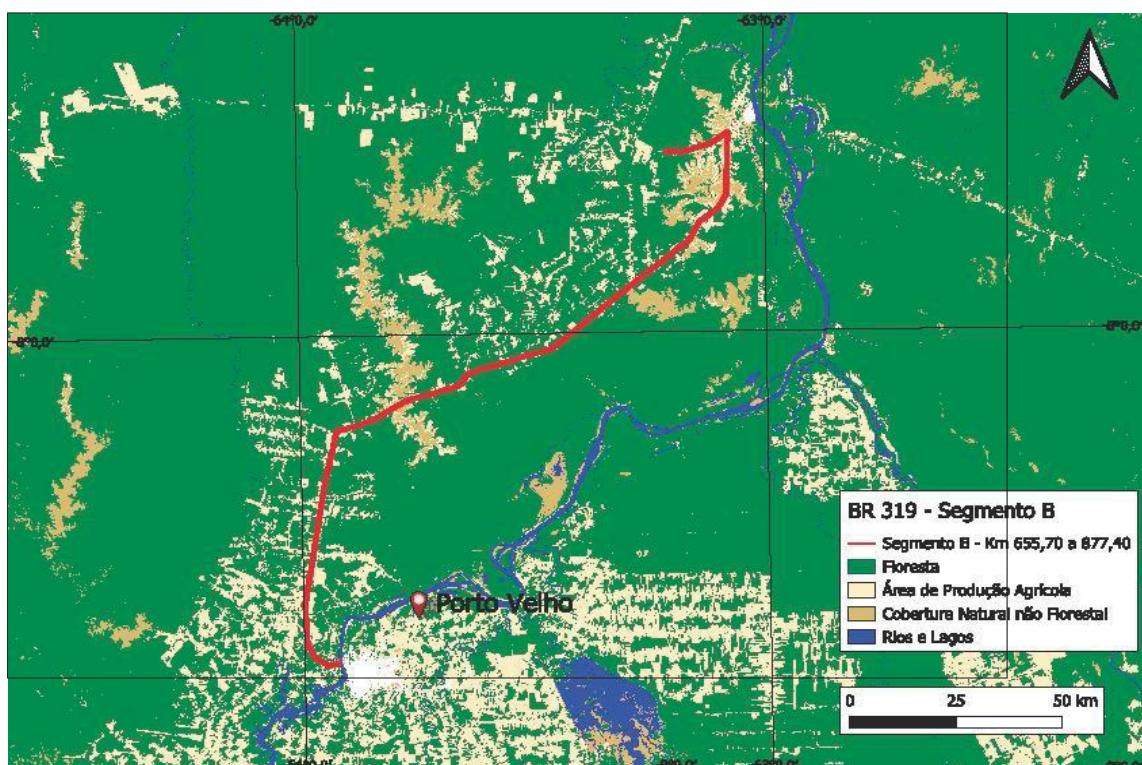 -64°0,0'
-63°0,0'
-8°0,0'
-8°0,0'
Porto Velho
BR 319 - Segmento B
Segmento B - Km 655,70 a 877,40
Floresta
Área de Produção Agrícola
Cobertura Natural não Florestal
Rios e Lagos
0 25 50 km